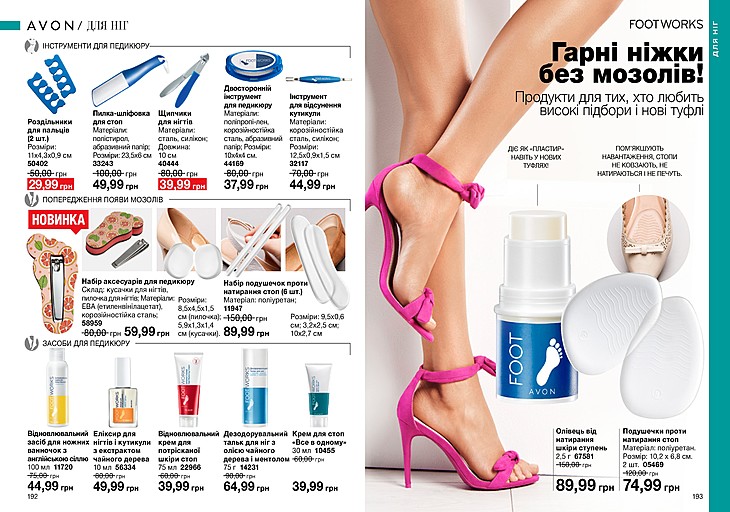 AVON / ДЛЯ НІГ
ІНСТРУМЕНТИ ДЛЯ ПЕДИКЮРУ
Роздільники
для пальців
(2 шт.)
Розміри:
11x4,3x0,9 см
50402
50,00 грн
29,99 грн
Пилка-шліфовка
для стоп
Матеріали:
полістирол,
абразивний папір;
Розміри: 23,5x6 см
33243
100,00 грн
49,99 грн
Щипчики
для нігтів
Матеріали:
сталь, силікон;
Довжина:
10 см
40444
80,00 грн
39,99 грн
Двосторонній
інструмент
для педикюру
Матеріали:
поліпропі-лен,
корозійностійка
сталь, абразивний
папір; Розміри:
10x4x4 см.
44169
80,00 грн
37,99 грн
Інструмент
для відсунення
кутикули
Матеріали:
корозійностійка
сталь, силікон;
Розміри:
12,5x0,9x1,5 см
32117
70,00 грн
44,99 грн
ПОПЕРЕДЖЕННЯ ПОЯВИ МОЗОЛІВ
НОВИНКА
Набір аксесуарів для педикюру
Склад: кусачки для нігтів,
пилочка для нігтів; Матеріали:
ЕВА (етиленвінілацетат),
корозійностійка сталь;
58959
80,00 грн 59,99 грн
Розміри:
8,5x4,5x1,5
см (пилочка);
5,9x1,3x1,4
см (кусачки).
Набір подушечок проти
натирання стоп (6 шт.)
Матеріал: поліуретан;
11947
150,00 грн
89,99 грн
Розміри: 9,5x0,6
см; 3,2x2,5 см;
10x2,7 см
ЗАСОБИ ДЛЯ ПЕДИКЮРУ
Відновлювальний
засіб для ножних
ванночок з
англійською сіллю
100 мл 11720
75,00 грн
44,99 грн
Еліксир для
нігтів і кутикули
з екстрактом
чайного дерева
10 мл 56334
80,00 грн
49,99 грн
Відновлювальний
крем для
потрісканої
шкіри стоп
75 мл 22966
60,00 грн
39,99 грн
Дезодорувальний
тальк для ніг з
олією чайного
дерева і ментолом
75 г 14231
90,00 грн
64,99 грн
Крем для стоп
«Все в одному»
30 мл 10455
60,00 грн
39,99 грн
192
FOOTWORKS
ДЛЯ НІГ
Гарні ніжки
без мозолів!
Продукти для тих, хто любить
високі підбори і нові туфлі
ДІЄ ЯК «ПЛАСТИР»
НАВІТЬ У НОВИХ
ТУФЛЯХ!
ПОМ'ЯКШУЮТЬ
НАВАНТАЖЕННЯ, СТОПИ
НЕ КОВЗАЮТЬ, НЕ
НАТИРАЮТЬСЯ І НЕ ПЕЧУТЬ.
FOOT
AVON
Олівець від
натирання
шкіри ступень
2,5 г 67581
150,00 грн
89,99 грн
Подушечки проти
натирання стоп
Матеріал: поліуретан.
Розмір: 10,2 x 6,8 см.
2 шт. 05469
120,00 грн
74,99 грн
193